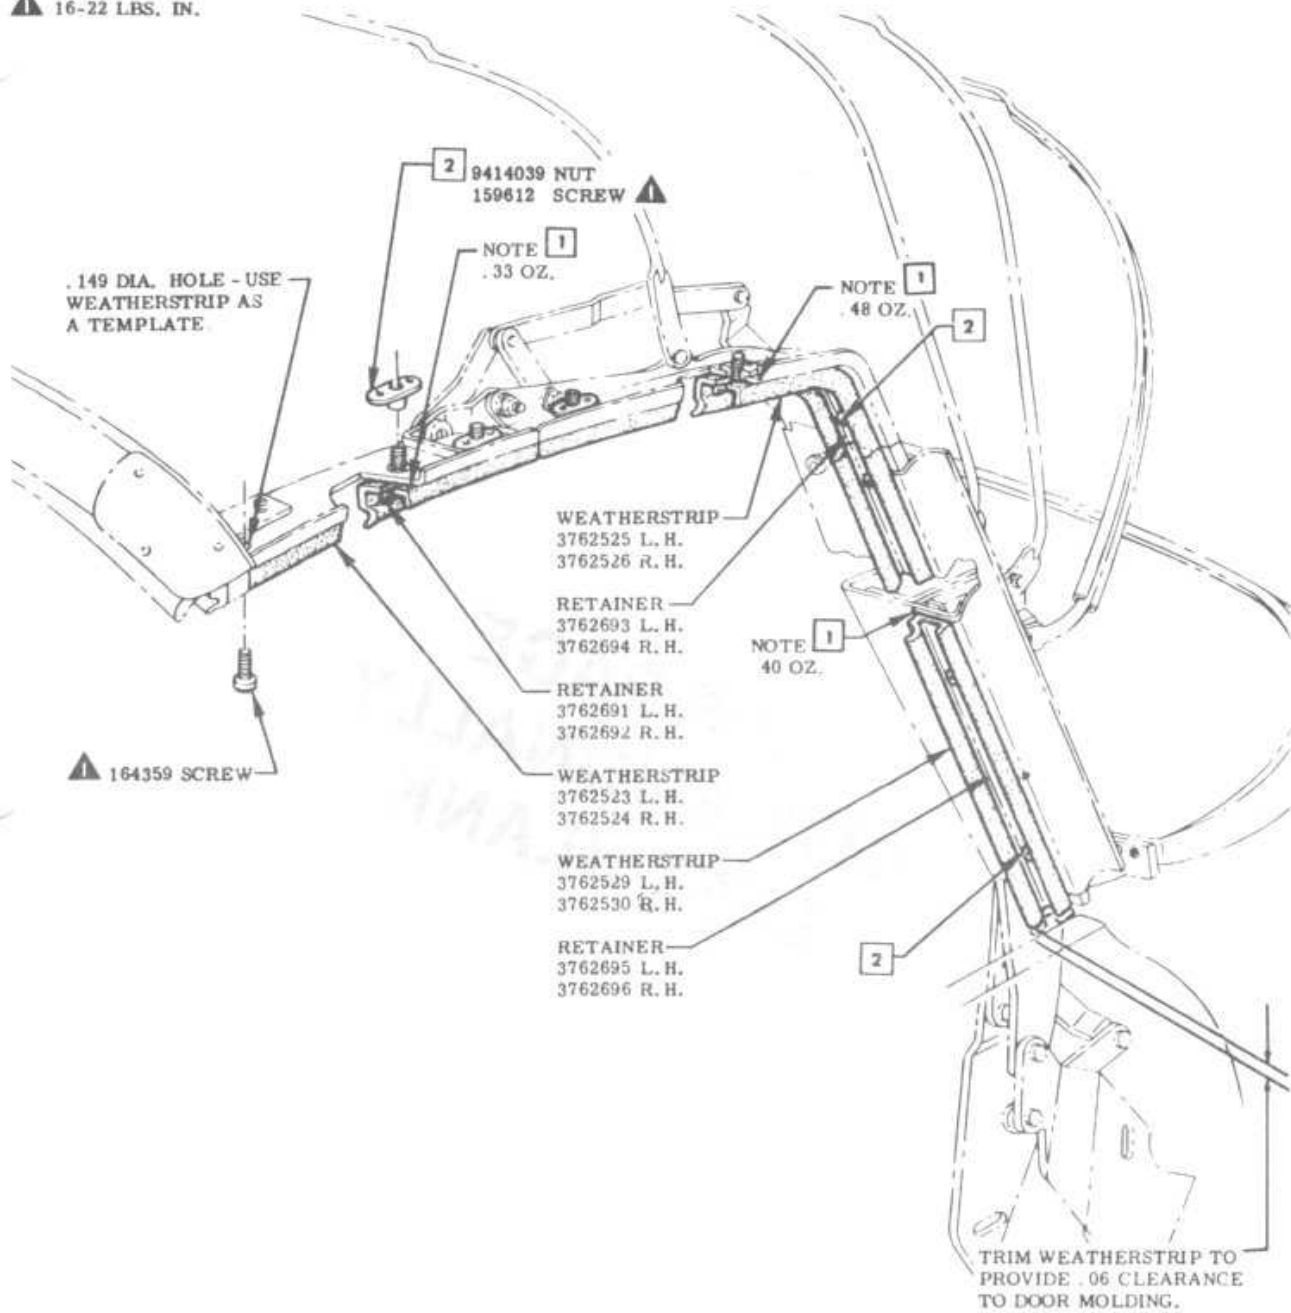 16-22 LBS. IN.
2
9414039 NUT
159612 SCREW
NOTE 1
.33 OZ.
.149 DIA. HOLE - USE
WEATHERSTRIP AS
A TEMPLATE
NOTE 1
.48 OZ.
2
WEATHERSTRIP
3762525 L.H.
3762526 R.H.
RETAINER
3762693 L.H.
3762694 R.H.
NOTE 1
40 OZ.
RETAINER
3762691 L.H.
3762692 R.H.
164359 SCREW
WEATHERSTRIP
3762523 L.H.
3762524 R.H.
WEATHERSTRIP
3762529 L.H.
3762530 R.H.
RETAINER
3762695 L.H.
3762696 R.H.
2
TRIM WEATHERSTRIP TO
PROVIDE .06 CLEARANCE
TO DOOR MOLDING.